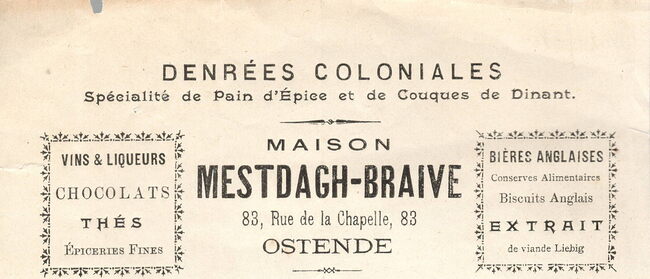 DENRÉES COLONIALES
Spécialité de Pain d'Épice et de Couques de Dinant.
VINS & LIQUEURS
CHOCOLATS
THÉS
ÉPICERIES FINES
MAISON
MESTDAGH-BRAIVE
83, Rue de la Chapelle, 83
OSTENDE
BIÈRES ANGLAISES
Conserves Alimentaires
Biscuits Anglais
EXTRAIT
de viande Liebig